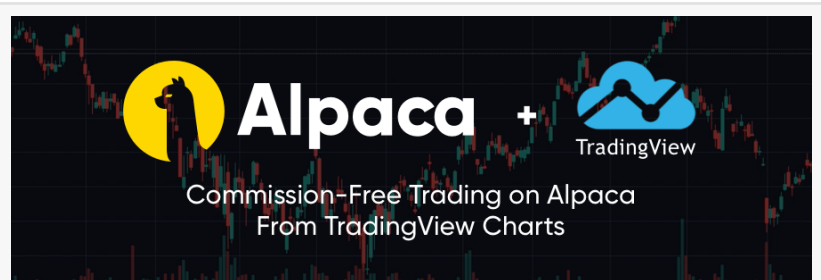 Alpaca + TradingView
Commission-Free Trading on Alpaca
From TradingView Charts